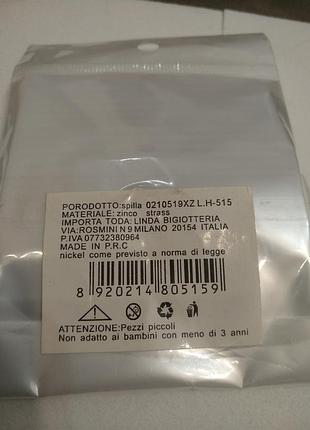 PORODOTTO:spilla 0210519XZ L.H-515
MATERIALE:zinco strass
IMPORTA TODA:LINDA BIGIOTTERIA
VIA:ROSMINI N 9 MILANO 20154 ITALIA
P.IVA 07732380964
MADE IN P.R.C
nickel come previsto a norma di legge
8 920214 805159
ATTENZIONE:Pezzi piccoli
Non adatto ai bambini con meno di 3 anni